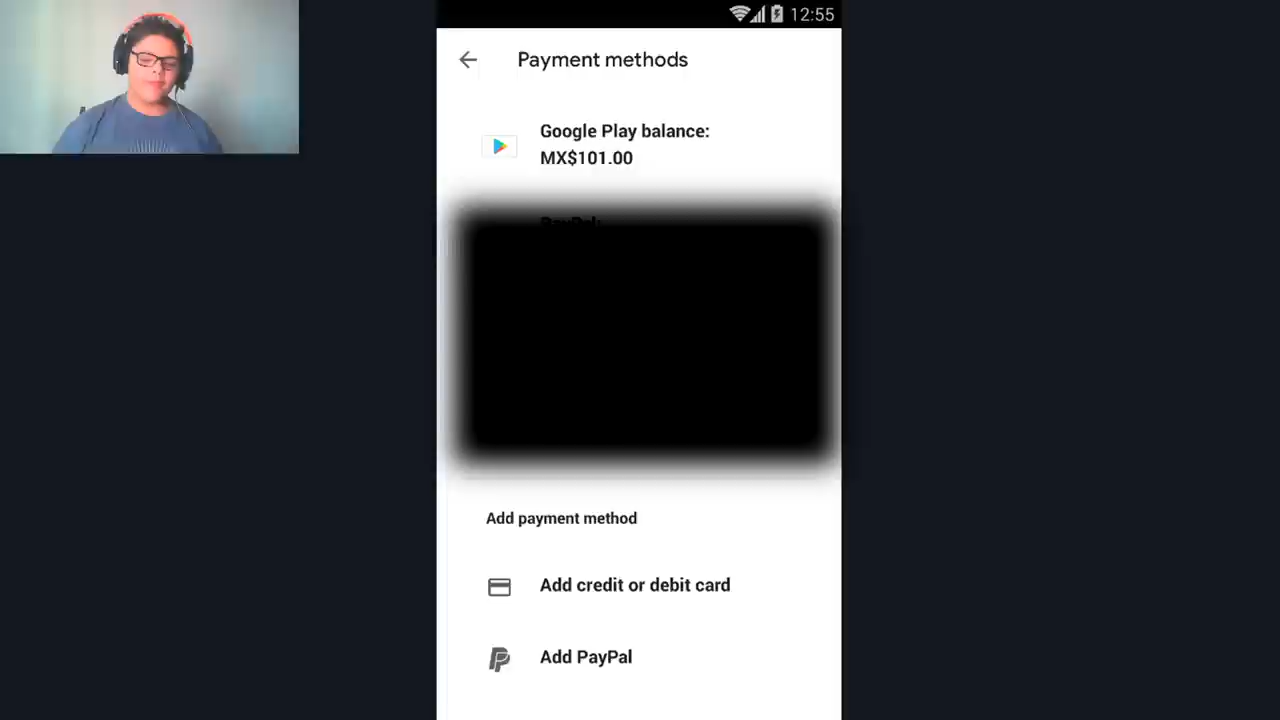 12:55
Payment methods
Google Play balance:
MX$101.00
PayPal:
Add payment method
Add credit or debit card
Add PayPal